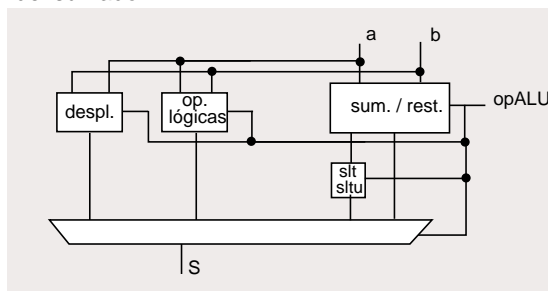 a
b
despl.
op.
lógicas
sum. / rest.
opALU
slt
sltu
S